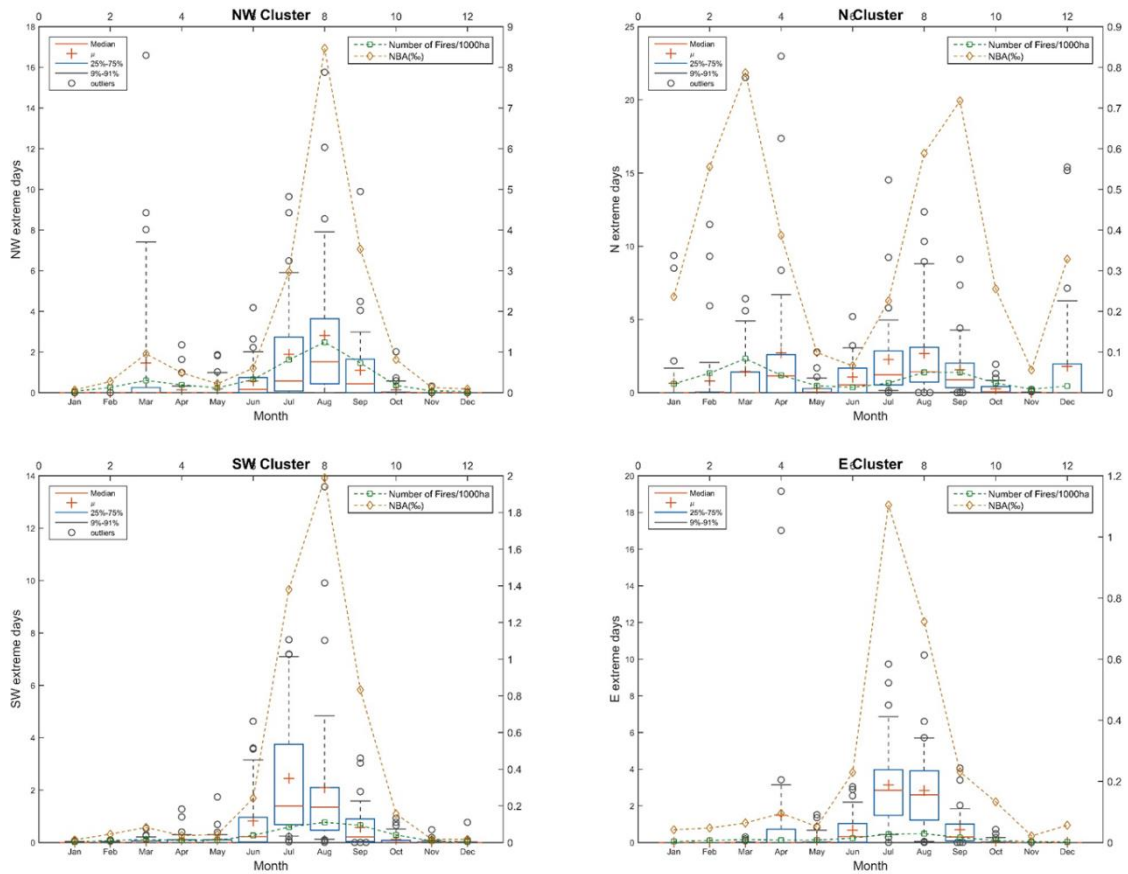 NW Cluster
0 2 4 6 8 10 12
18 16 14 12 10 8 6 4 2 0
NW extreme days
Median
μ
25%-75%
9%-91%
outliers
Number of Fires/1000ha
NBA(‰)
9 8 7 6 5 4 3 2 1 0
Jan Feb Mar Apr May Jun Jul Aug Sep Oct Nov Dec
Month
N Cluster
0 2 4 6 8 10 12
25 20 15 10 5 0
N extreme days
Median
μ
25%-75%
9%-91%
outliers
Number of Fires/1000ha
NBA(‰)
0.9 0.8 0.7 0.6 0.5 0.4 0.3 0.2 0.1 0
Jan Feb Mar Apr May Jun Jul Aug Sep Oct Nov Dec
Month
SW Cluster
0 2 4 6 8 10 12
14 12 10 8 6 4 2 0
SW extreme days
Median
μ
25%-75%
9%-91%
outliers
Number of Fires/1000ha
NBA(‰)
2 1.8 1.6 1.4 1.2 1 0.8 0.6 0.4 0.2 0
Jan Feb Mar Apr May Jun Jul Aug Sep Oct Nov Dec
Month
E Cluster
0 2 4 6 8 10 12
20 18 16 14 12 10 8 6 4 2 0
E extreme days
Median
μ
25%-75%
9%-91%
Number of Fires/1000ha
NBA(‰)
1.2 1 0.8 0.6 0.4 0.2 0
Jan Feb Mar Apr May Jun Jul Aug Sep Oct Nov Dec
Month